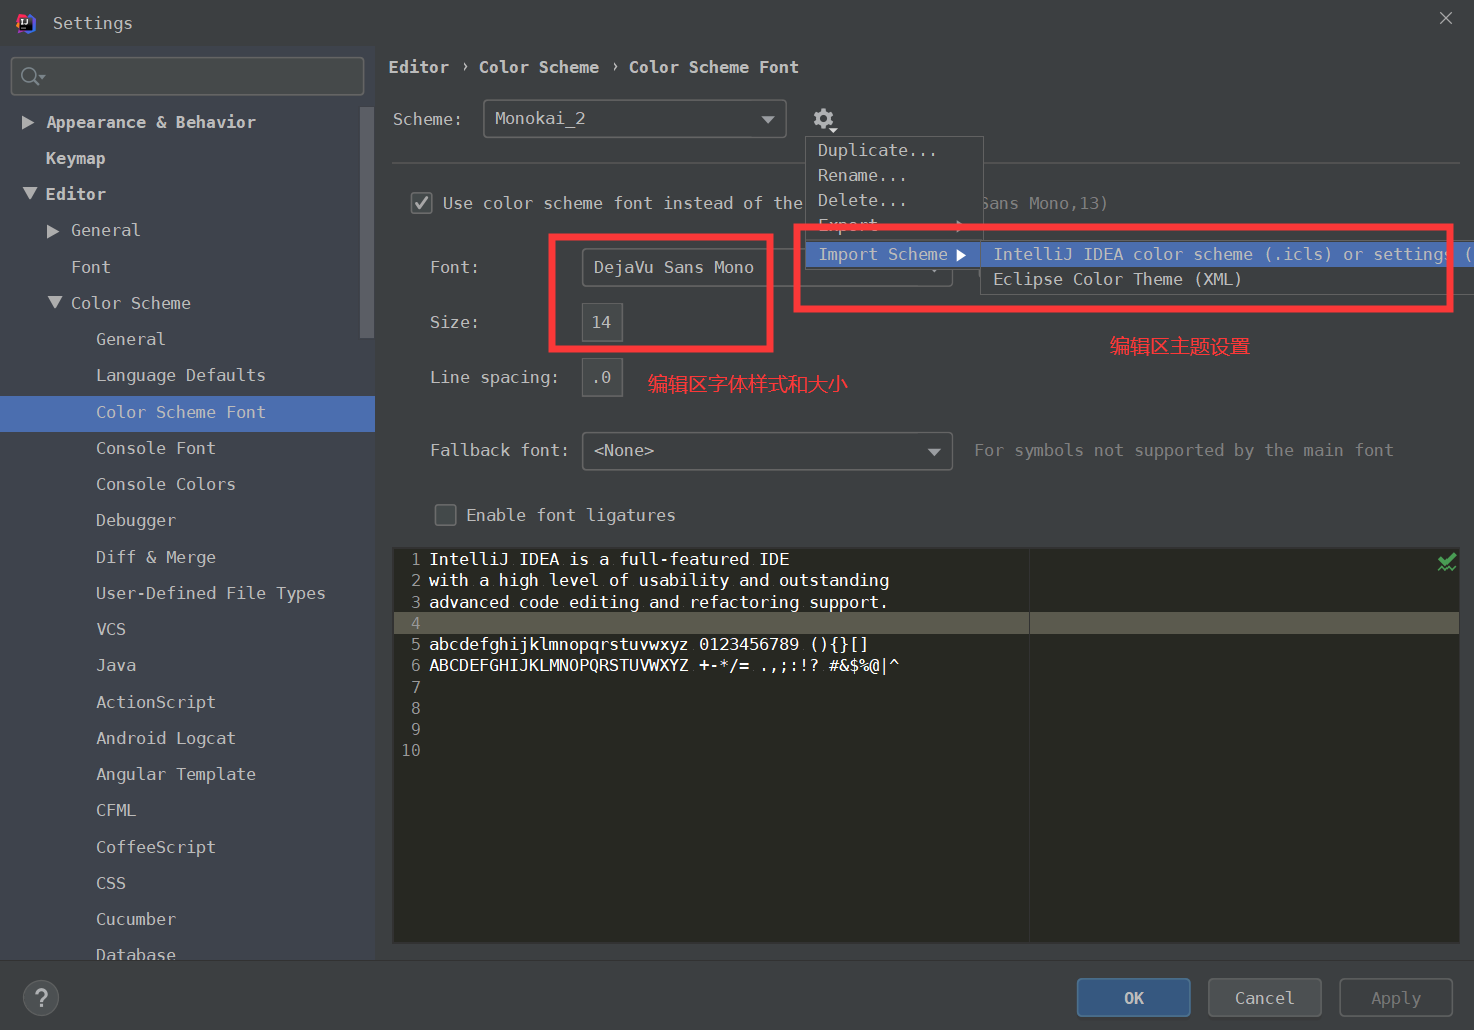 Settings
Editor › Color Scheme › Color Scheme Font
Scheme: Monokai_2
Duplicate...
Rename...
Delete...
Export
Import Scheme
IntelliJ IDEA color scheme (.icls) or settings (
Eclipse Color Theme (XML)
Use color scheme font instead of the
Sans Mono,13)
Font: DejaVu Sans Mono
Size: 14
Line spacing: .0
编辑区字体样式和大小
编辑区主题设置
Fallback font: <None> For symbols not supported by the main font
Enable font ligatures
1 IntelliJ IDEA is a full-featured IDE
2 with a high level of usability and outstanding
3 advanced code editing and refactoring support.
4
5 abcdefghijklmnopqrstuvwxyz 0123456789 (){}[]
6 ABCDEFGHIJKLMNOPQRSTUVWXYZ +-*/= .,;:!? #&$%@|^
7
8
9
10
Appearance & Behavior
Keymap
Editor
General
Font
Color Scheme
General
Language Defaults
Color Scheme Font
Console Font
Console Colors
Debugger
Diff & Merge
User-Defined File Types
VCS
Java
ActionScript
Android Logcat
Angular Template
CFML
CoffeeScript
CSS
Cucumber
Database
?
OK
Cancel
Apply